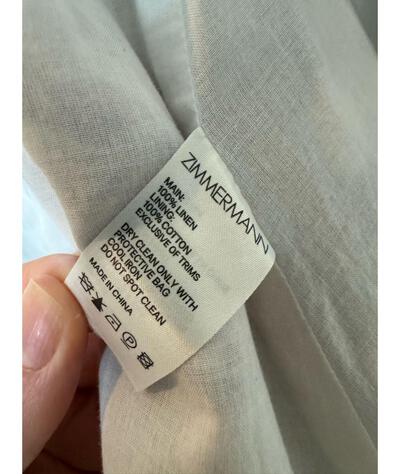 ZIMMERMANN
MAIN:
100% LINEN
LINING:
100% COTTON
EXCLUSIVE OF TRIMS
DRY CLEAN ONLY WITH
PROTECTIVE BAG
COOL IRON
DO NOT SPOT CLEAN
MADE IN CHINA
P